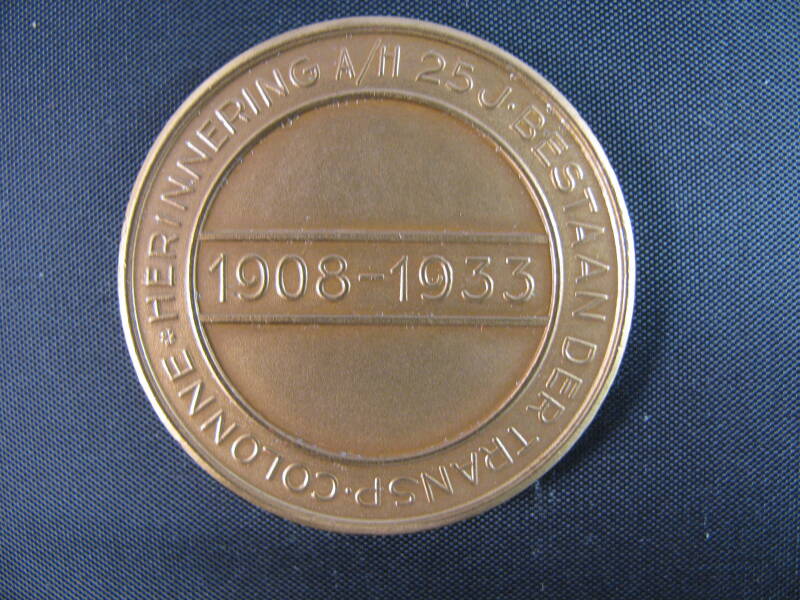 * HERINNERING A/H 25 J. BESTAAN DER TRANSP. COLONNE
1908-1933